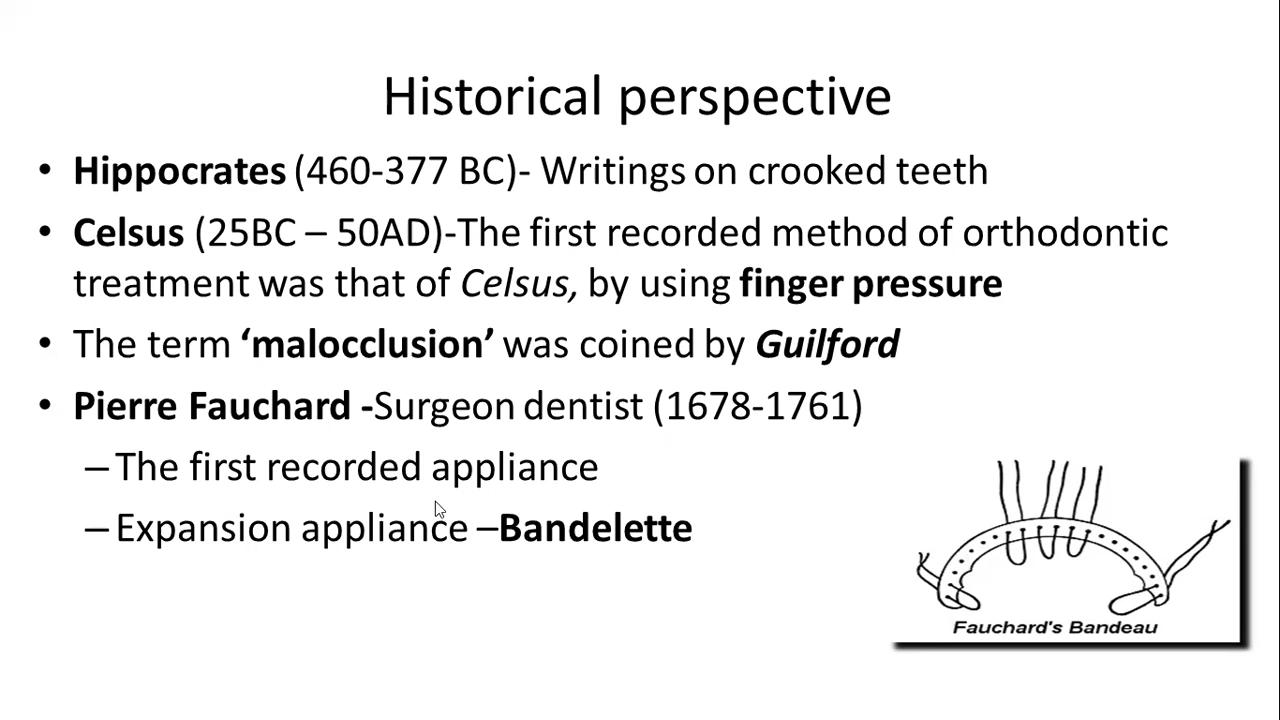 Historical perspective
• Hippocrates (460-377 BC)- Writings on crooked teeth
• Celsus (25BC – 50AD)-The first recorded method of orthodontic
treatment was that of Celsus, by using finger pressure
• The term ‘malocclusion’ was coined by Guilford
• Pierre Fauchard -Surgeon dentist (1678-1761)
– The first recorded appliance
– Expansion appliance –Bandelette
Fauchard's Bandeau